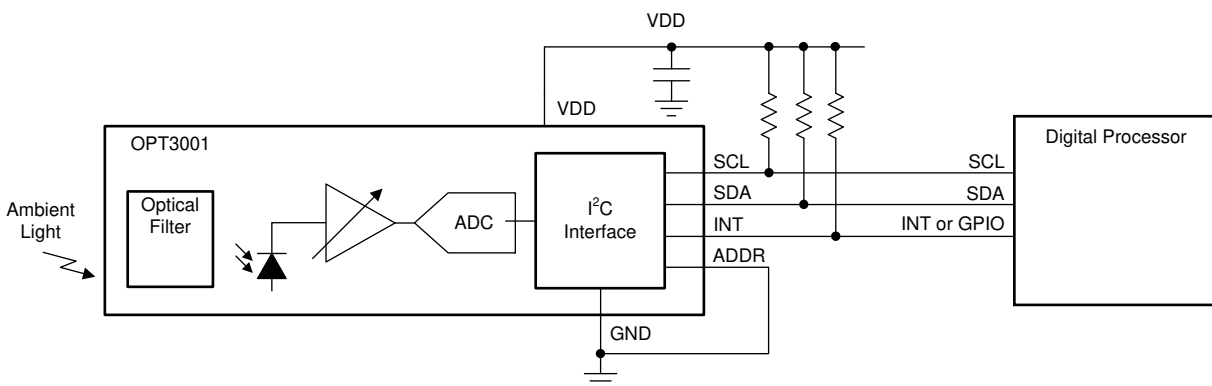 VDD
VDD
OPT3001
Digital Processor
SCL
SCL
Optical
Filter
Ambient
Light
ADC
I²C
Interface
SDA
SDA
INT
INT or GPIO
ADDR
GND